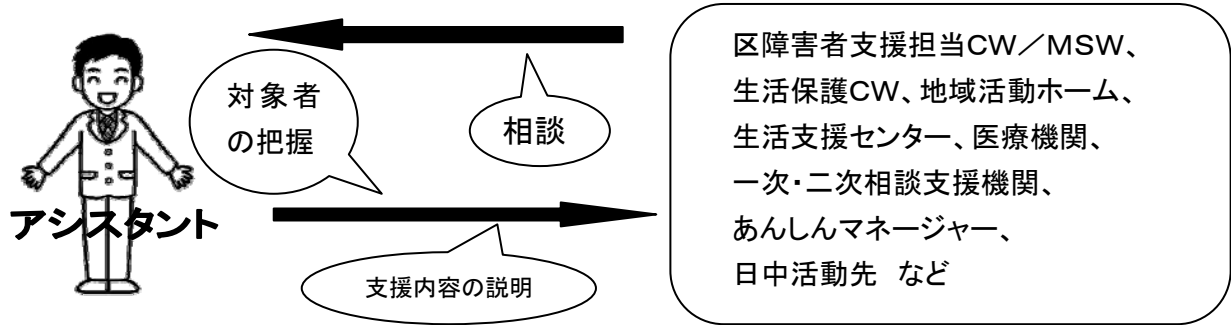 対象者
の把握
相談
アシスタント
支援内容の説明
区障害者支援担当CW／MSW、
生活保護CW、地域活動ホーム、
生活支援センター、医療機関、
一次・二次相談支援機関、
あんしんマネージャー、
日中活動先 など